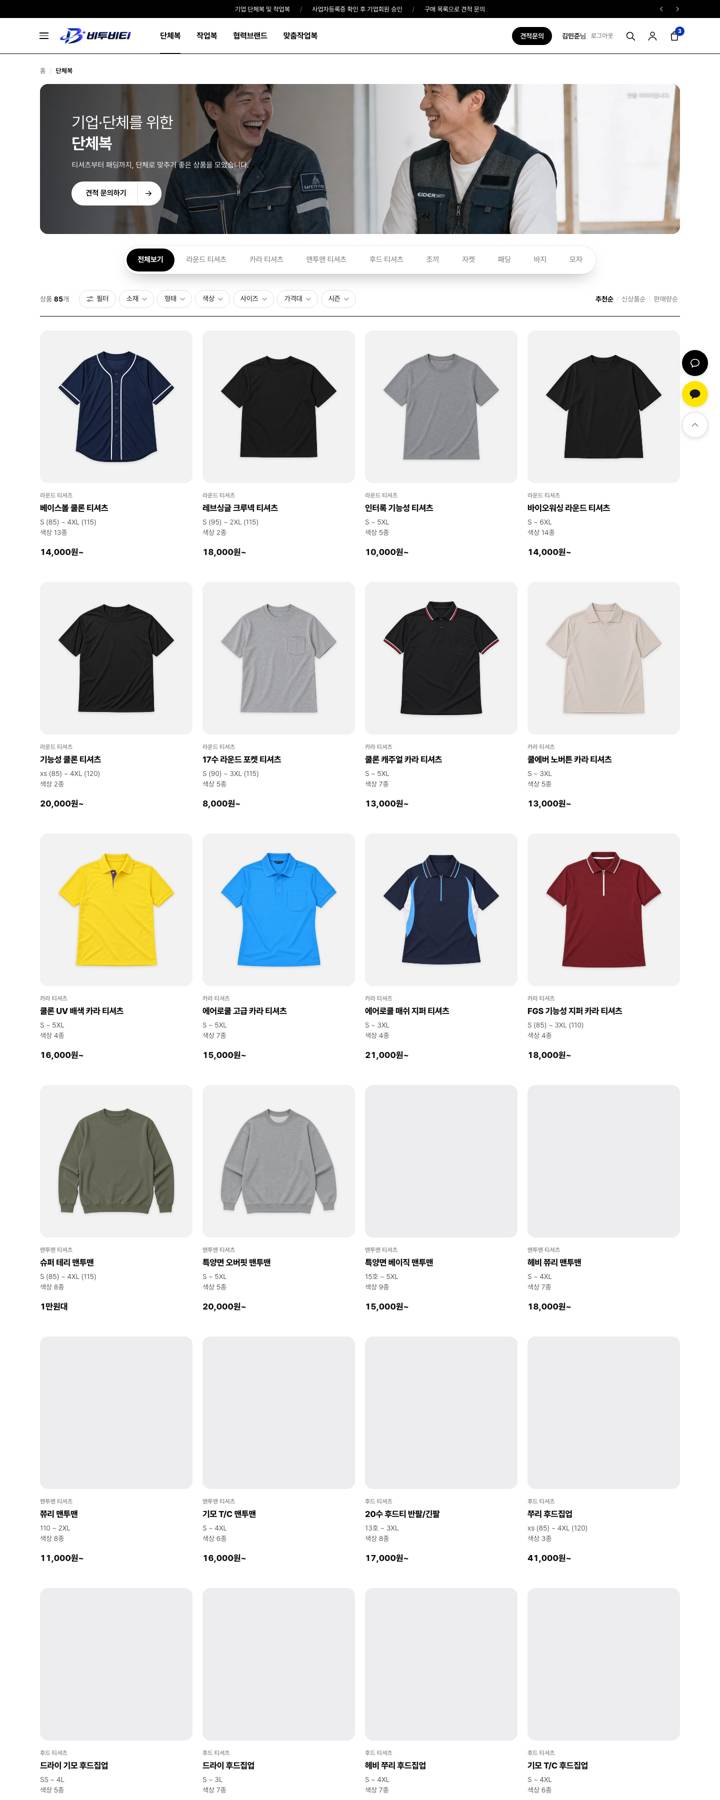 기업 단체복 및 작업복 / 사업자등록증 확인 후 기업회원 승인 / 구매 목록으로 견적 문의
비투비티 단체복 작업복 협력브랜드 맞춤작업복 견적문의 김민준님 로그아웃 3
홈 / 단체복
기업·단체를 위한
단체복
티셔츠부터 패딩까지, 단체로 맞추기 좋은 상품을 모았습니다.
견적 문의하기
EIDER
전체보기 라운드 티셔츠 카라 티셔츠 맨투맨 티셔츠 후드 티셔츠 조끼 자켓 패딩 바지 모자
상품 85개 필터 소재 형태 색상 사이즈 가격대 시즌 추천순 신상품순 판매량순
라운드 티셔츠 라운드 티셔츠 라운드 티셔츠 라운드 티셔츠
베이스볼 쿨론 티셔츠 레브싱글 크루넥 티셔츠 인터록 기능성 티셔츠 바이오워싱 라운드 티셔츠
S (85) ~ 4XL (115) S (95) ~ 2XL (115) S ~ 5XL S ~ 6XL
색상 13종 색상 2종 색상 5종 색상 14종
14,000원~ 18,000원~ 10,000원~ 14,000원~
라운드 티셔츠 라운드 티셔츠 카라 티셔츠 카라 티셔츠
기능성 쿨론 티셔츠 17수 라운드 포켓 티셔츠 쿨론 캐주얼 카라 티셔츠 쿨에버 노버튼 카라 티셔츠
xs (85) ~ 4XL (120) S (90) ~ 3XL (115) S ~ 5XL S ~ 3XL
색상 2종 색상 5종 색상 7종 색상 5종
20,000원~ 8,000원~ 13,000원~ 13,000원~
카라 티셔츠 카라 티셔츠 카라 티셔츠 카라 티셔츠
쿨론 UV 배색 카라 티셔츠 에어로쿨 고급 카라 티셔츠 에어로쿨 매쉬 지퍼 티셔츠 FGS 기능성 지퍼 카라 티셔츠
S ~ 5XL S ~ 5XL S ~ 3XL S (85) ~ 3XL (110)
색상 4종 색상 7종 색상 4종 색상 4종
16,000원~ 15,000원~ 21,000원~ 18,000원~
맨투맨 티셔츠 맨투맨 티셔츠 맨투맨 티셔츠 맨투맨 티셔츠
슈퍼 테리 맨투맨 특양면 오버핏 맨투맨 특양면 베이직 맨투맨 헤비 쮸리 맨투맨
S (85) ~ 4XL (115) S ~ 5XL 15호 ~ 5XL S ~ 4XL
색상 8종 색상 5종 색상 9종 색상 7종
1만원대 20,000원~ 15,000원~ 18,000원~
맨투맨 티셔츠 맨투맨 티셔츠 후드 티셔츠 후드 티셔츠
쮸리 맨투맨 기모 T/C 맨투맨 20수 후드티 반팔/긴팔 쭈리 후드집업
110 ~ 2XL S ~ 4XL 13호 ~ 3XL xs (85) ~ 4XL (120)
색상 8종 색상 6종 색상 8종 색상 3종
11,000원~ 16,000원~ 17,000원~ 41,000원~
후드 티셔츠 후드 티셔츠 후드 티셔츠 후드 티셔츠
드라이 기모 후드집업 드라이 후드집업 헤비 쭈리 후드집업 기모 T/C 후드집업
SS ~ 4L S ~ 3L S ~ 4XL S ~ 4XL
색상 5종 색상 7종 색상 7종 색상 6종